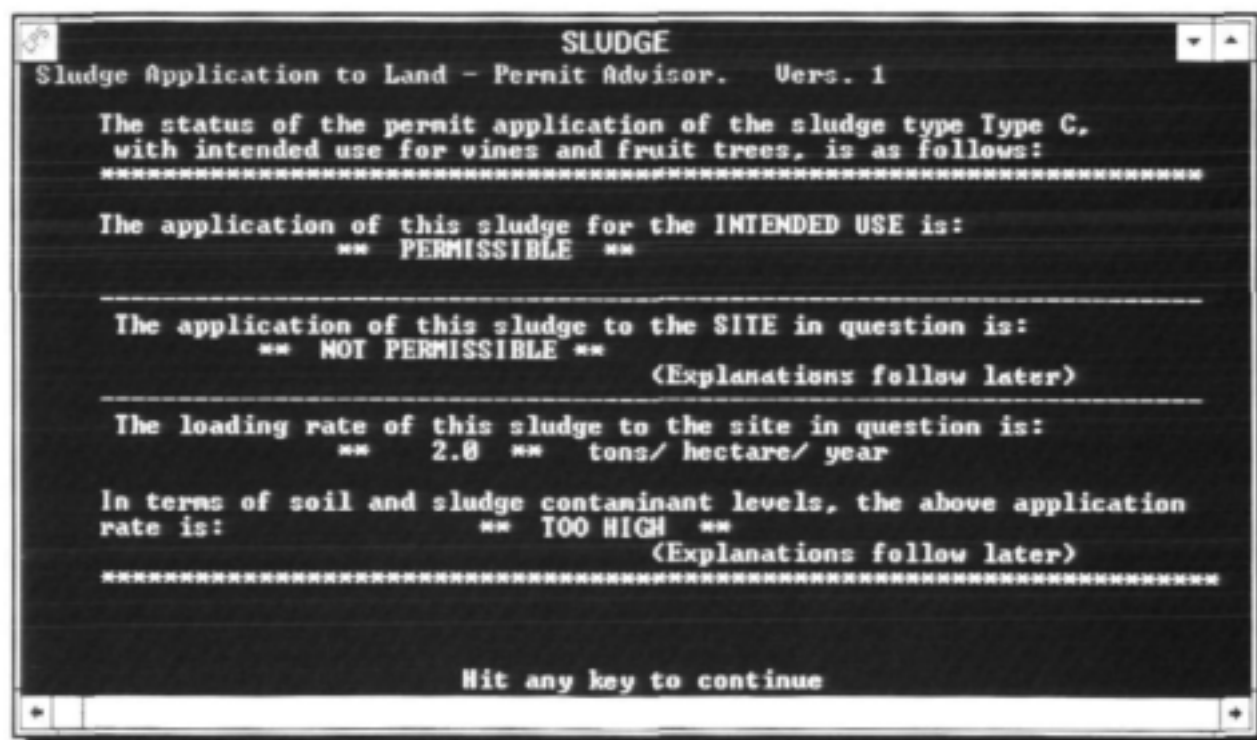 CPS
SLUDGE
Sludge Application to Land - Permit Advisor. Vers. 1
The status of the permit application of the sludge type Type C,
with intended use for vines and fruit trees, is as follows:
**********************************************************************
The application of this sludge for the INTENDED USE is:
** PERMISSIBLE **
----------------------------------------------------------------------
The application of this sludge to the SITE in question is:
** NOT PERMISSIBLE **
(Explanations follow later)
----------------------------------------------------------------------
The loading rate of this sludge to the site in question is:
** 2.0 ** tons/ hectare/ year
In terms of soil and sludge contaminant levels, the above application
rate is: ** TOO HIGH **
(Explanations follow later)
***********************************************************************
Hit any key to continue